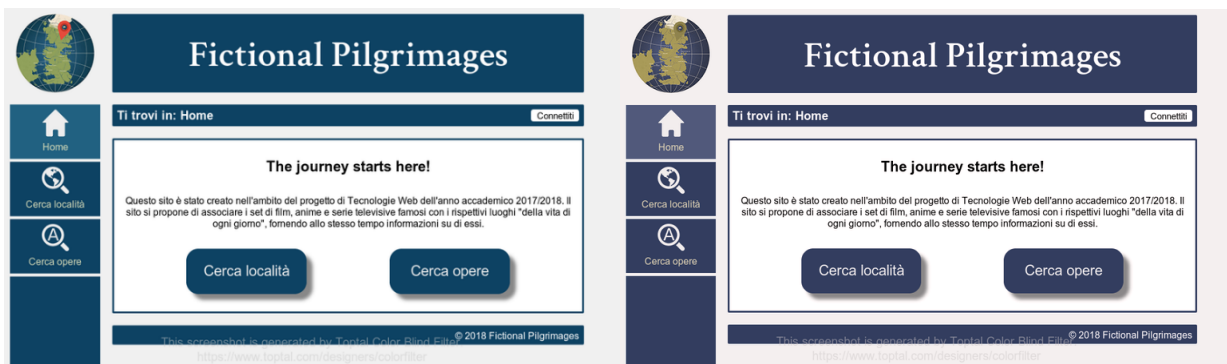 Fictional Pilgrimages
Ti trovi in: Home
Connettiti
Home
Cerca località
Cerca opere
The journey starts here!
Questo sito è stato creato nell'ambito del progetto di Tecnologie Web dell'anno accademico 2017/2018. Il
sito si propone di associare i set di film, anime e serie televisive famosi con i rispettivi luoghi "della vita di
ogni giorno", fornendo allo stesso tempo informazioni su di essi.
Cerca località
Cerca opere
© 2018 Fictional Pilgrimages
This screenshot is generated by Toptal Color Blind Filter
https://www.toptal.com/designers/colorfilter
Fictional Pilgrimages
Ti trovi in: Home
Connettiti
Home
Cerca località
Cerca opere
The journey starts here!
Questo sito è stato creato nell'ambito del progetto di Tecnologie Web dell'anno accademico 2017/2018. Il
sito si propone di associare i set di film, anime e serie televisive famosi con i rispettivi luoghi "della vita di
ogni giorno", fornendo allo stesso tempo informazioni su di essi.
Cerca località
Cerca opere
© 2018 Fictional Pilgrimages
This screenshot is generated by Toptal Color Blind Filter
https://www.toptal.com/designers/colorfilter